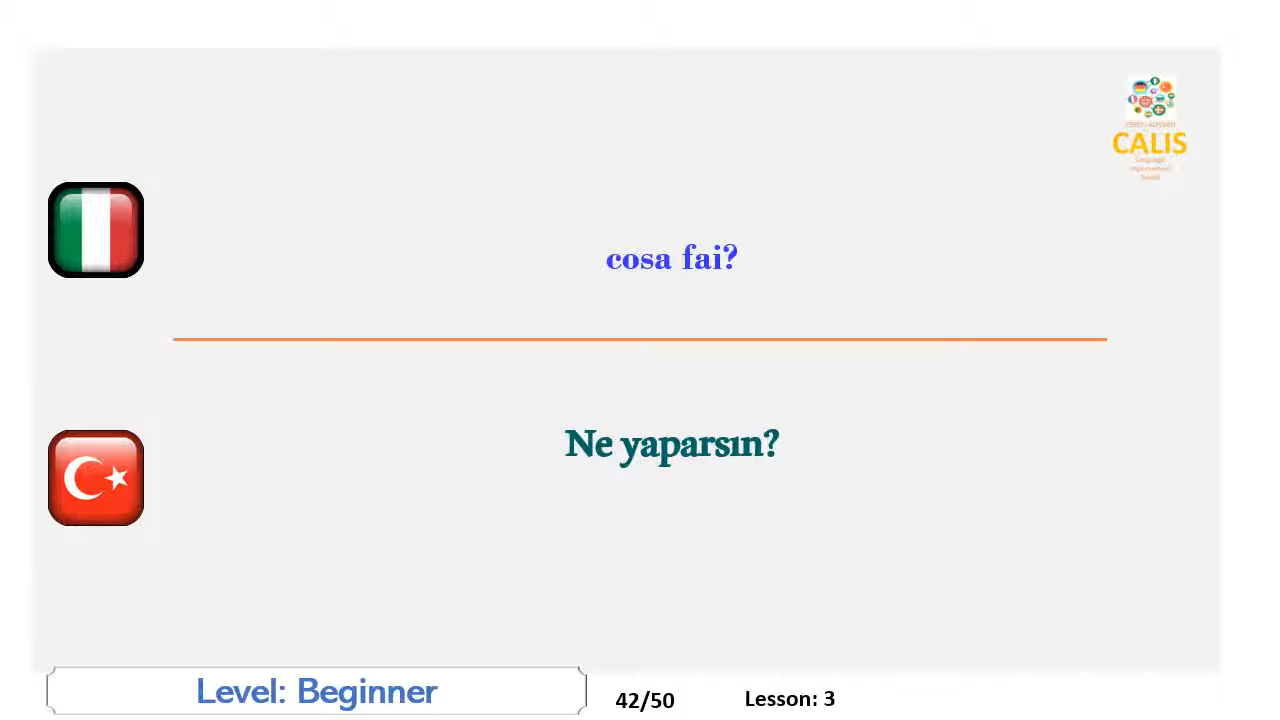 CALIS
cosa fai?
Ne yaparsın?
Level: Beginner
42/50
Lesson: 3